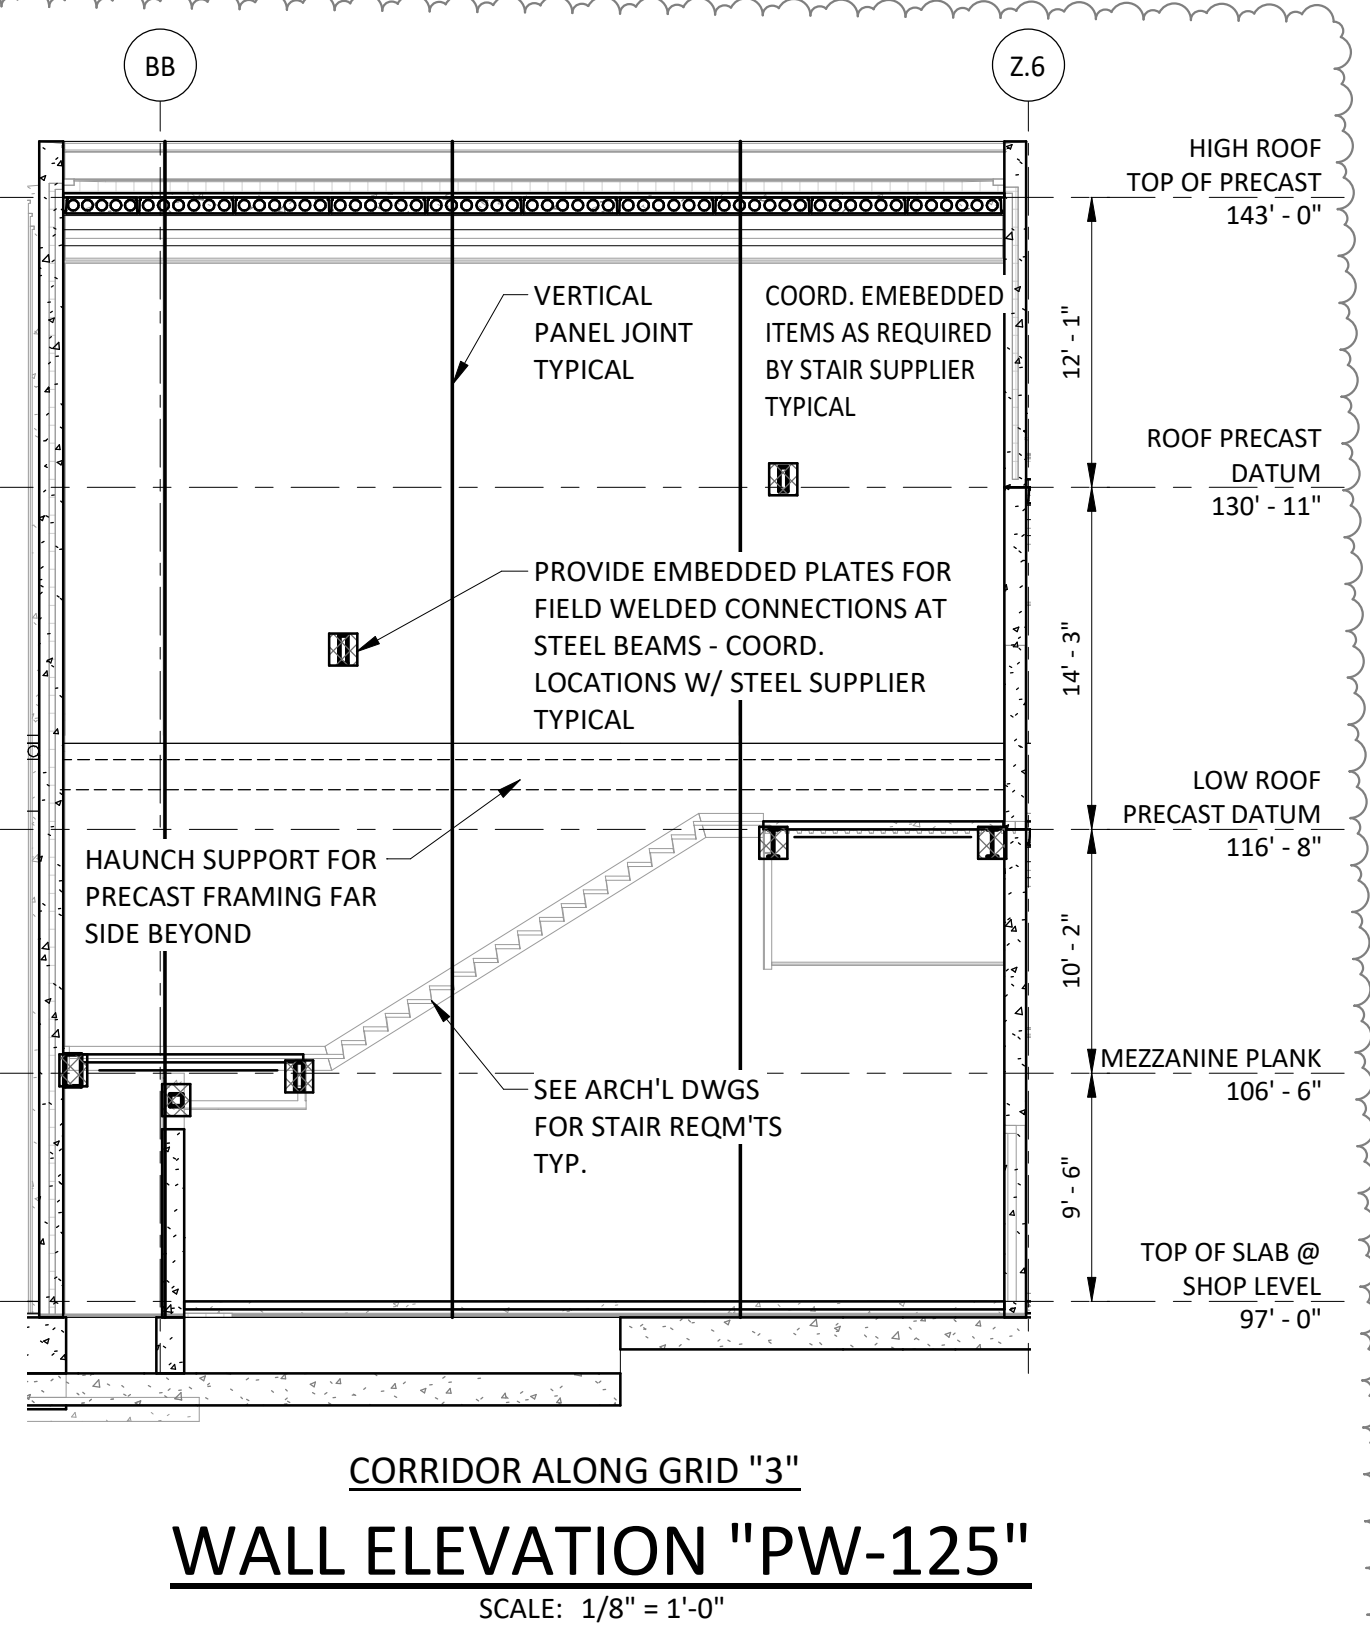 BB
Z.6
HIGH ROOF
TOP OF PRECAST
143' - 0"
VERTICAL
PANEL JOINT
TYPICAL
COORD. EMEBEDDED
ITEMS AS REQUIRED
BY STAIR SUPPLIER
TYPICAL
12' - 1"
ROOF PRECAST
DATUM
130' - 11"
PROVIDE EMBEDDED PLATES FOR
FIELD WELDED CONNECTIONS AT
STEEL BEAMS - COORD.
LOCATIONS W/ STEEL SUPPLIER
TYPICAL
14' - 3"
LOW ROOF
PRECAST DATUM
116' - 8"
HAUNCH SUPPORT FOR
PRECAST FRAMING FAR
SIDE BEYOND
10' - 2"
MEZZANINE PLANK
106' - 6"
SEE ARCH'L DWGS
FOR STAIR REQM'TS
TYP.
9' - 6"
TOP OF SLAB @
SHOP LEVEL
97' - 0"
CORRIDOR ALONG GRID "3"
WALL ELEVATION "PW-125"
SCALE: 1/8" = 1'-0"